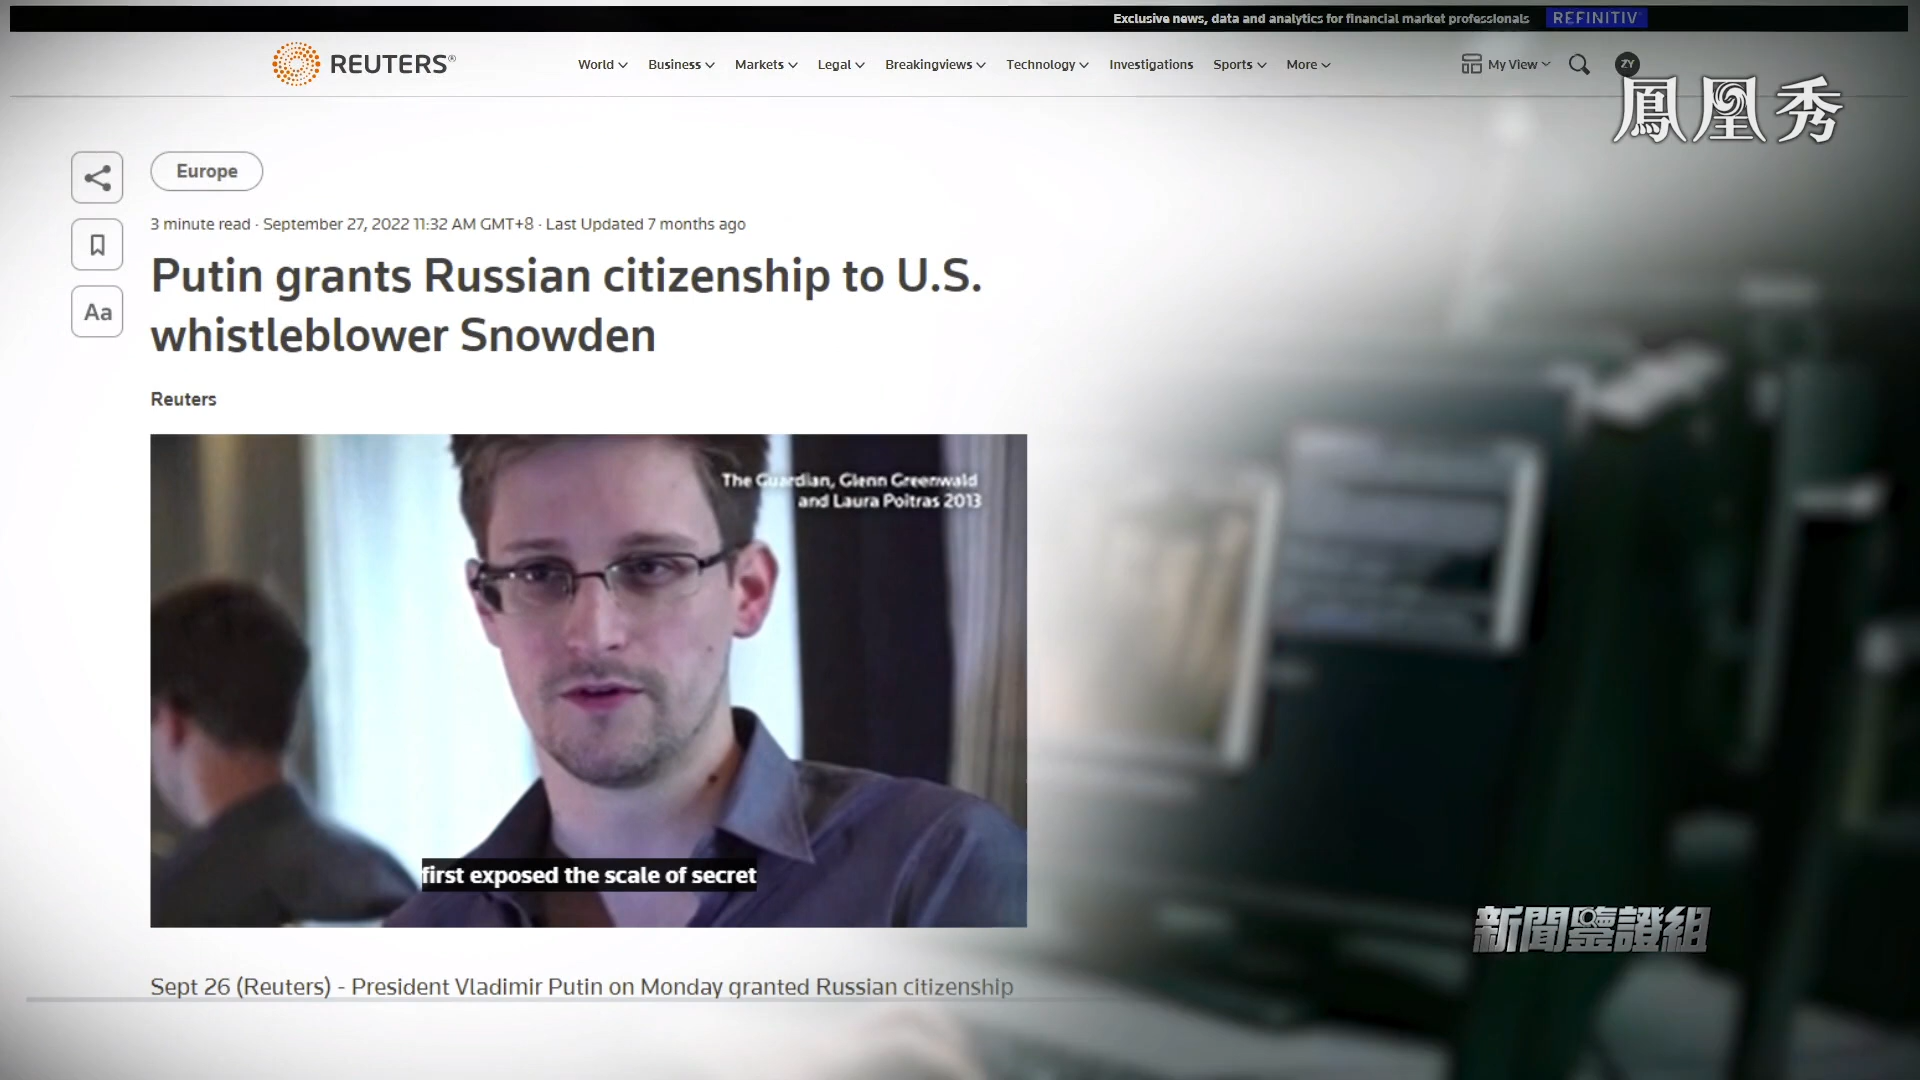 Exclusive news, data and analytics for financial market professionals REFINITIV
REUTERS®
World Business Markets Legal Breakingviews Technology Investigations Sports More
My View
ZY
鳳凰秀
Europe
3 minute read · September 27, 2022 11:32 AM GMT+8 · Last Updated 7 months ago
Aa
Putin grants Russian citizenship to U.S.
whistleblower Snowden
Reuters
The Guardian, Glenn Greenwald
and Laura Poitras 2013
first exposed the scale of secret
新聞鑒證組
Sept 26 (Reuters) - President Vladimir Putin on Monday granted Russian citizenship